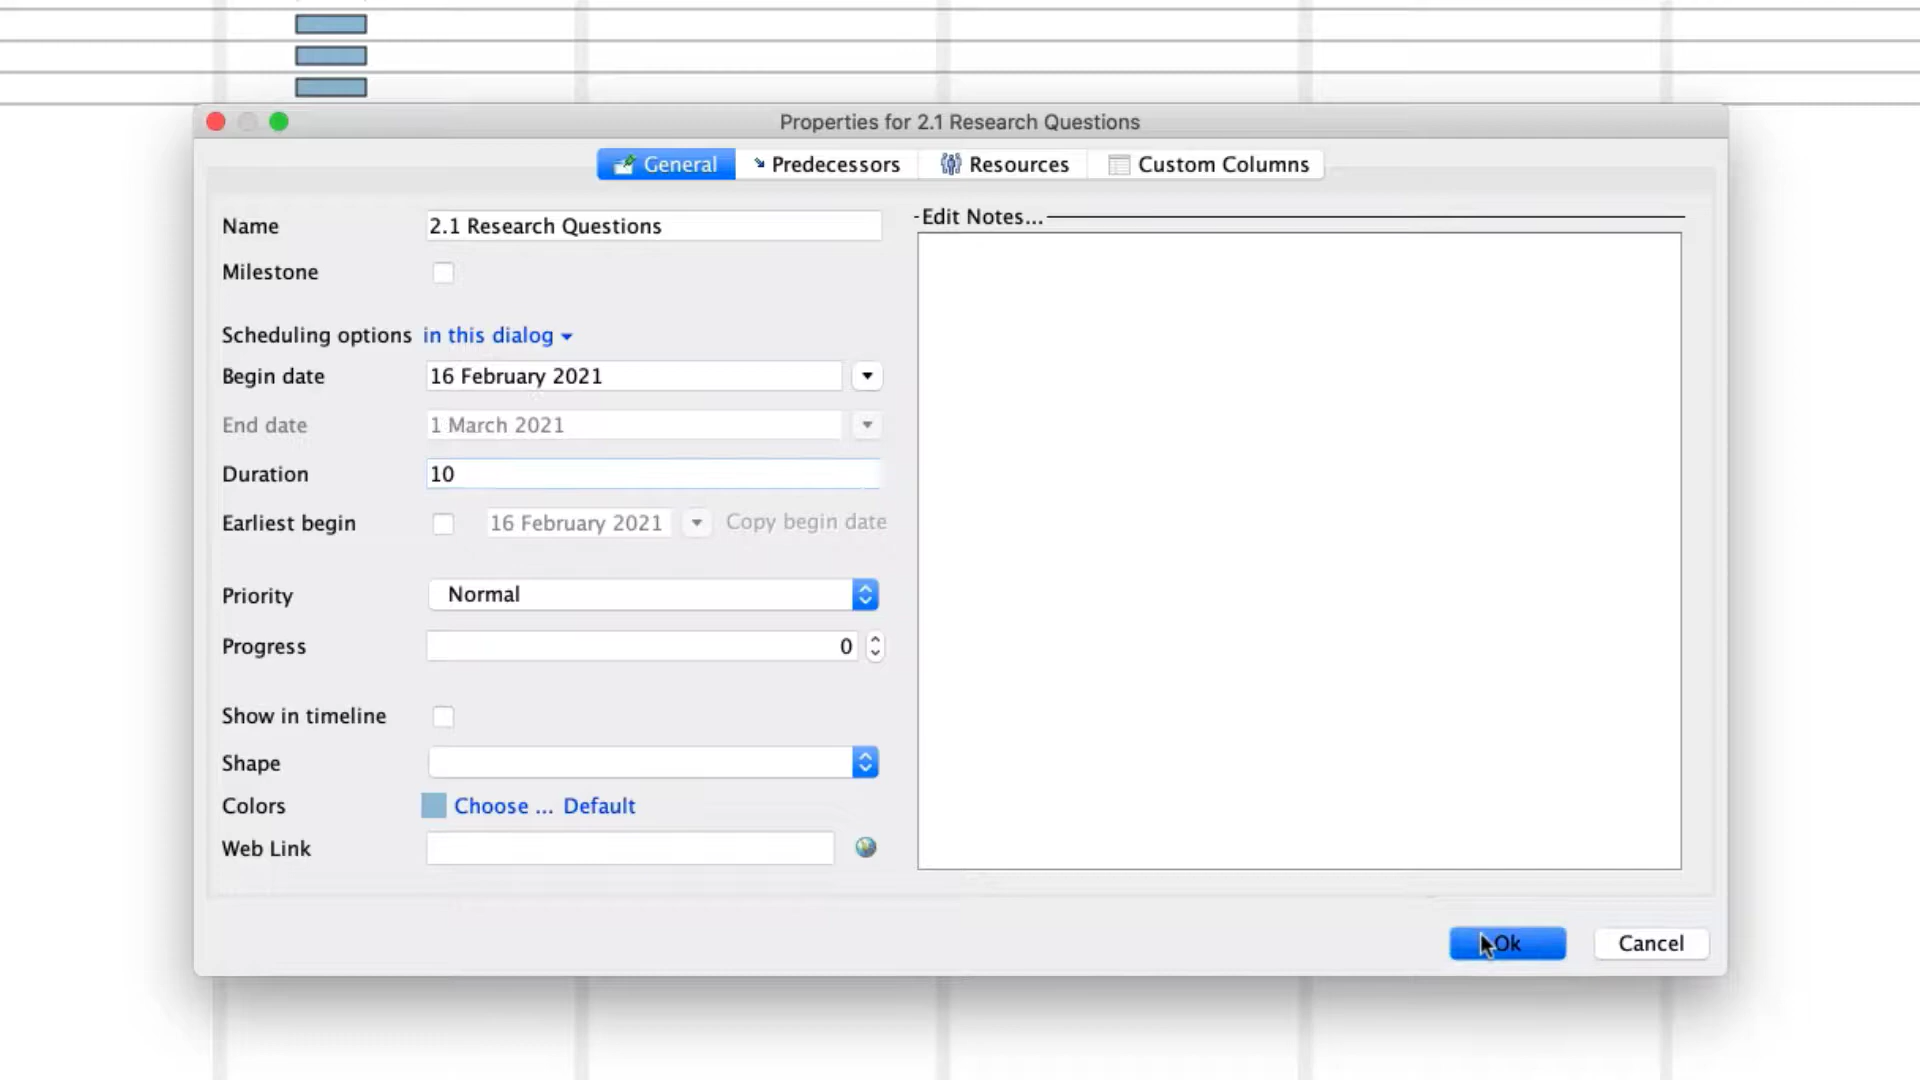 Properties for 2.1 Research Questions
General Predecessors Resources Custom Columns
Name 2.1 Research Questions
Edit Notes...
Milestone
Scheduling options in this dialog
Begin date 16 February 2021
End date 1 March 2021
Duration 10
Earliest begin 16 February 2021 Copy begin date
Priority Normal
Progress 0
Show in timeline
Shape
Colors Choose ... Default
Web Link
Ok Cancel